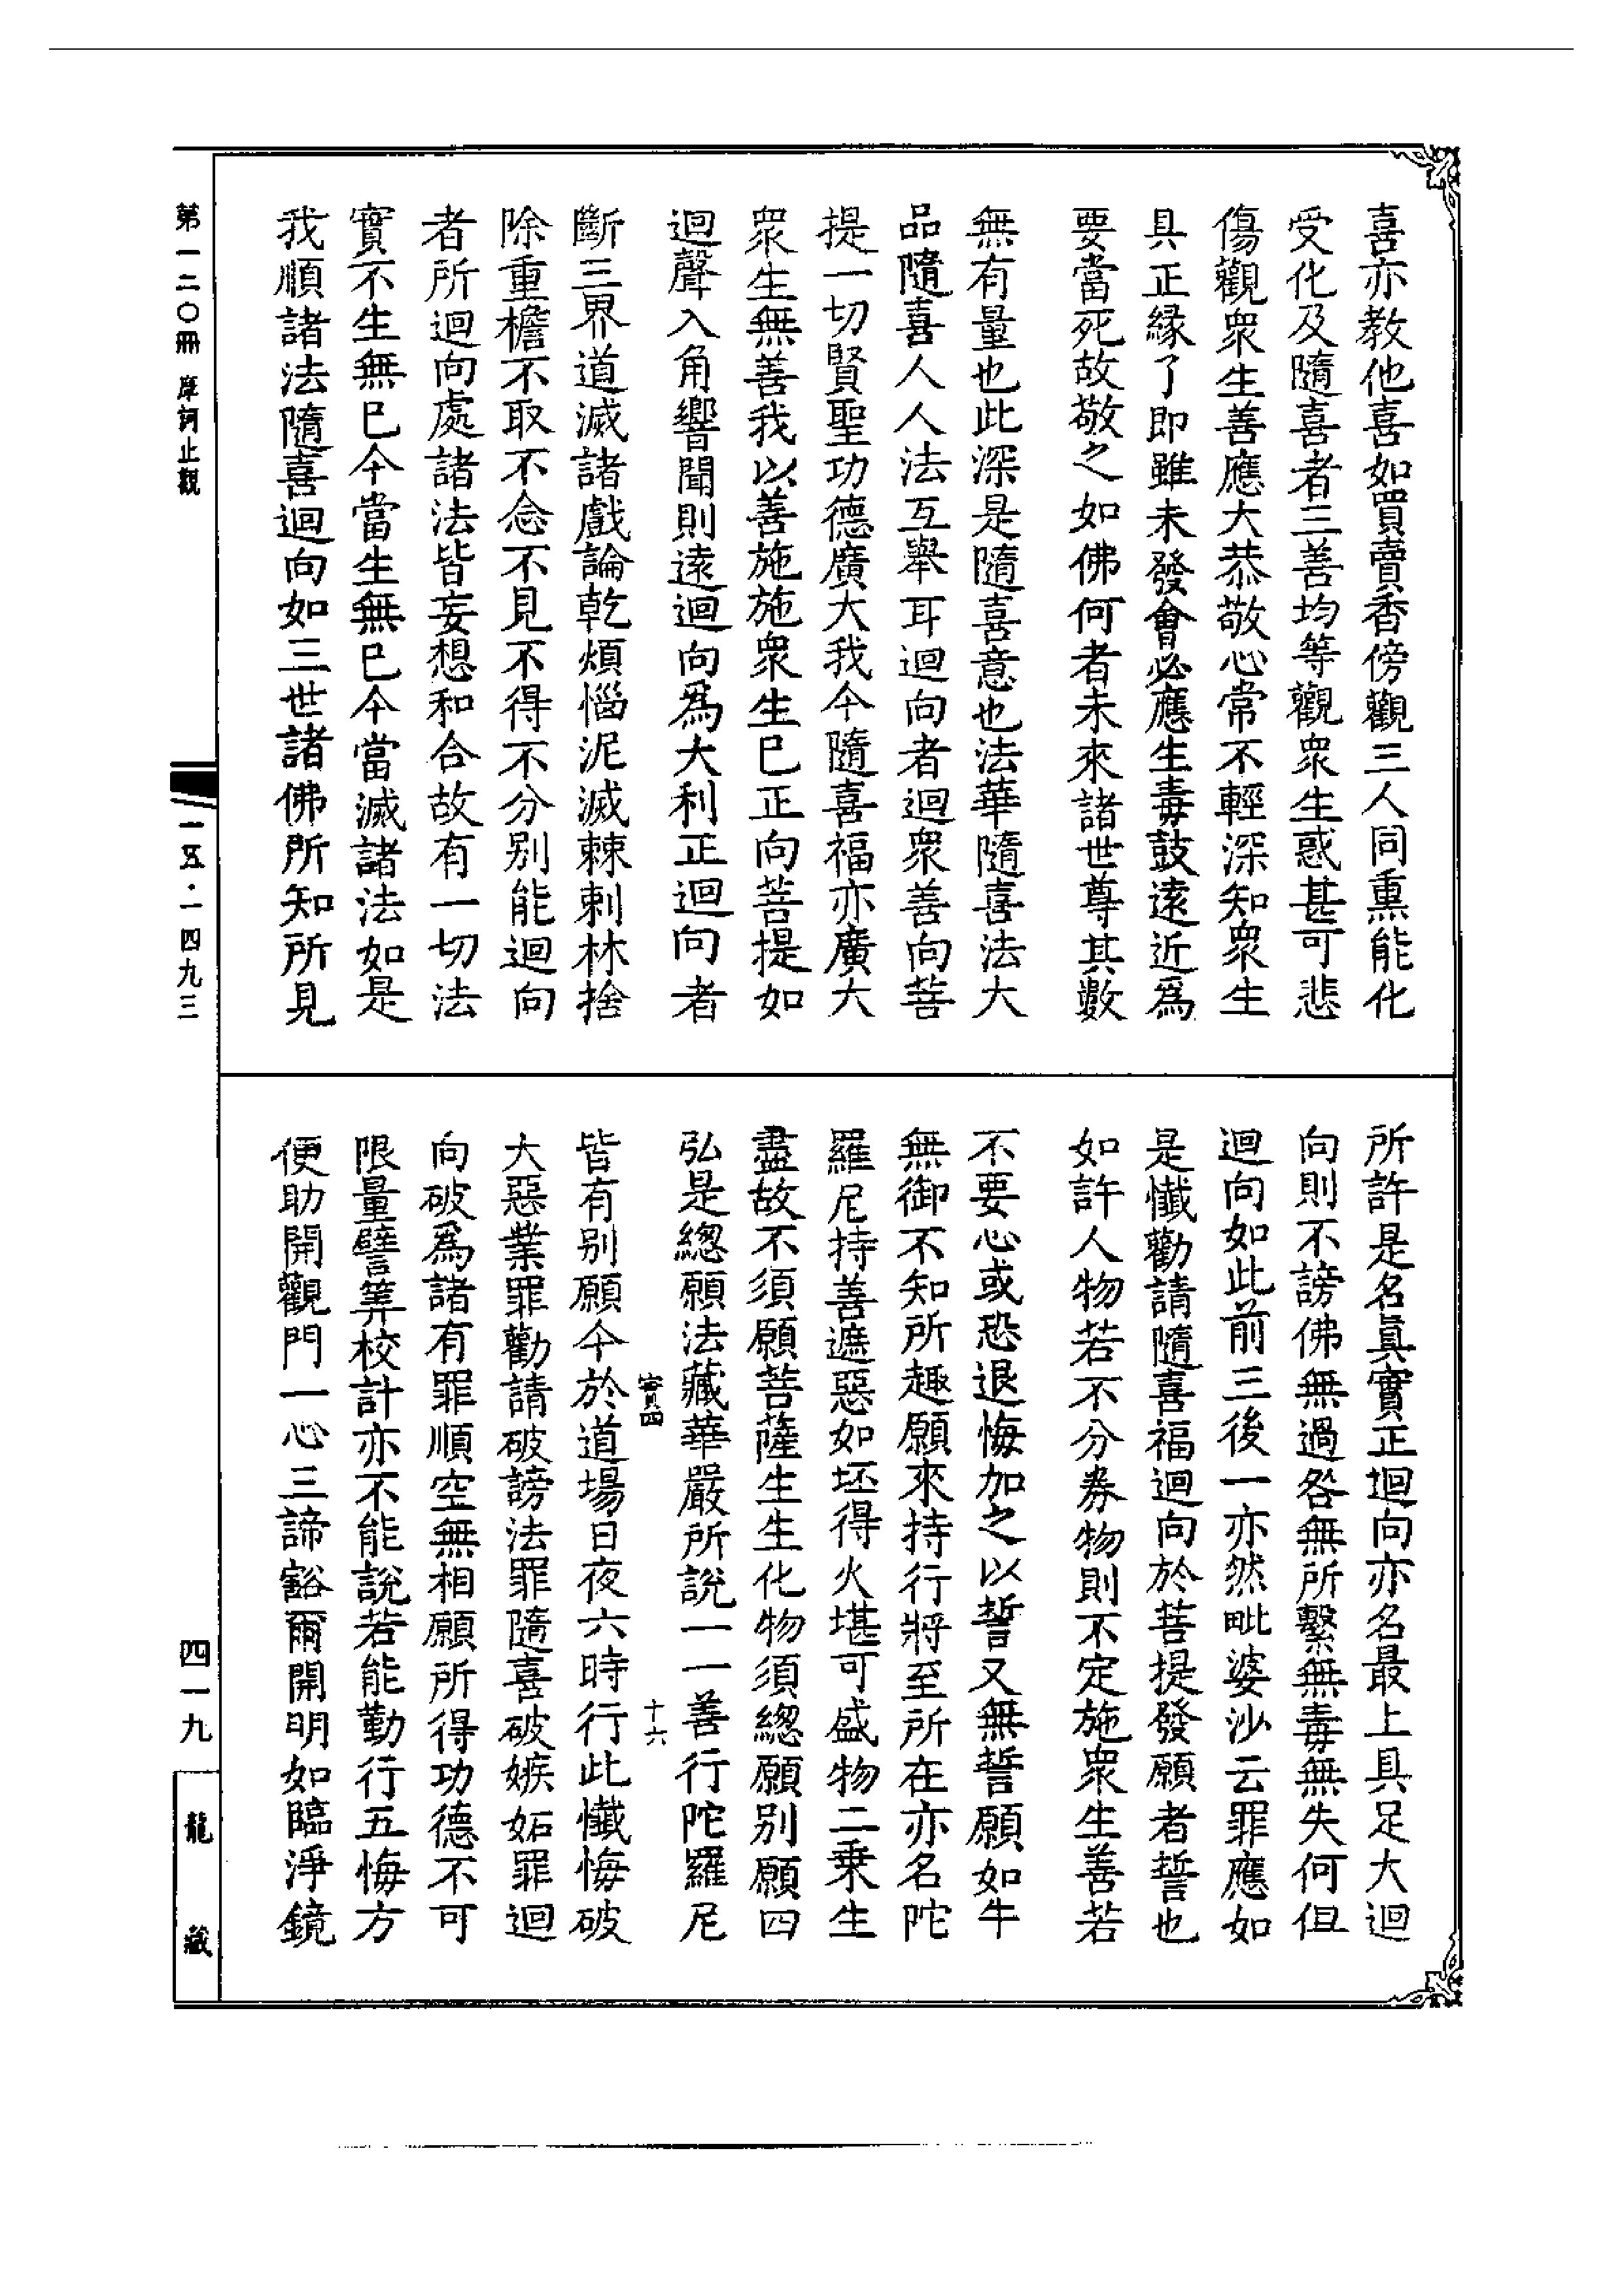 喜亦教他喜如買賣香傍觀三人同熏能化
受化及隨喜者三善均等觀衆生惑甚可悲
傷觀衆生善應大恭敬心常不輕深知衆生
具正緣了即雖未發會必應生毒鼓遠近爲
要當死故敬之如佛何者未來諸世尊其數
無有量也此深是隨喜意也法華隨喜法大
品隨喜人人法互舉耳迴向者迴衆善向菩
提一切賢聖功德廣大我今隨喜福亦廣大
衆生無善我以善施施衆生巳正向菩提如
迴聲入角響聞則遠迴向爲大利正迴向者
斷三界道滅諸戲論乾煩惱泥滅棘刺林捨
除重檐不取不念不見不得不分別能迴向
者所迴向處諸法皆妄想和合故有一切法
實不生無巳今當生無巳今當滅諸法如是
我順諸法隨喜迴向如三世諸佛所知所見
所許是名眞實正迴向亦名最上具足大迴
向則不謗佛無過咎無所繫無毒無失何但
迴向如此前三後一亦然毗婆沙云罪應如
是懺勸請隨喜福迴向於菩提發願者誓也
如許人物若不分券物則不定施衆生善若
不要心或恐退悔加之以誓又無誓願如牛
無御不知所趣願來持行將至所在亦名陀
羅尼持善遮惡如坯得火堪可盛物二乘生
盡故不須願菩薩生生化物須總願別願四
弘是總願法藏華嚴所說一一善行陀羅尼
實四
十六
皆有別願今於道場日夜六時行此懺悔破
大惡業罪勸請破謗法罪隨喜破嫉妬罪迴
向破爲諸有罪順空無相願所得功德不可
限量譬筭校計亦不能說若能勤行五悔方
便助開觀門一心三諦豁爾開明如臨淨鏡
第一二〇冊 摩訶止觀
一五·一四九三
四一九
龍藏